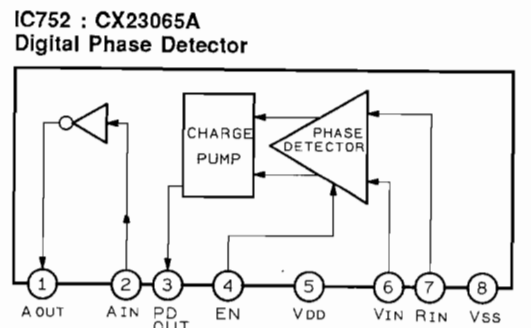 IC752 : CX23065A
Digital Phase Detector
CHARGE
PUMP
PHASE
DETECTOR
1 2 3 4 5 6 7 8
A OUT A IN PD OUT EN VDD VIN RIN VSS